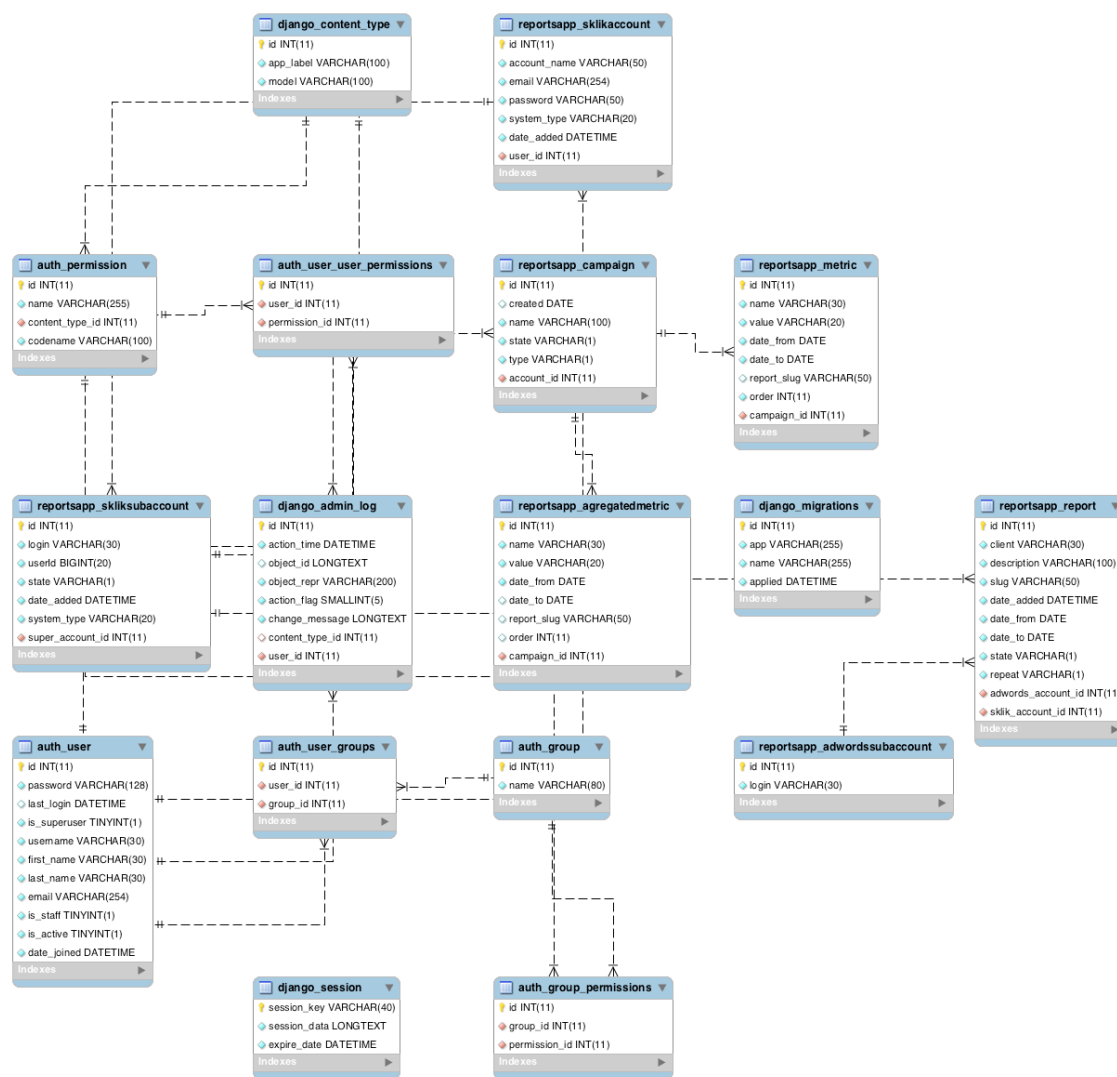 django_content_type
id INT(11)
app_label VARCHAR(100)
model VARCHAR(100)
Indexes
reportsapp_sklikaccount
id INT(11)
account_name VARCHAR(50)
email VARCHAR(254)
password VARCHAR(50)
system_type VARCHAR(20)
date_added DATETIME
user_id INT(11)
Indexes
auth_permission
id INT(11)
name VARCHAR(255)
content_type_id INT(11)
codename VARCHAR(100)
Indexes
auth_user_user_permissions
id INT(11)
user_id INT(11)
permission_id INT(11)
Indexes
reportsapp_campaign
id INT(11)
created DATE
name VARCHAR(100)
state VARCHAR(1)
type VARCHAR(1)
account_id INT(11)
Indexes
reportsapp_metric
id INT(11)
name VARCHAR(30)
value VARCHAR(20)
date_from DATE
date_to DATE
report_slug VARCHAR(50)
order INT(11)
campaign_id INT(11)
Indexes
reportsapp_skliksubaccount
id INT(11)
login VARCHAR(30)
userId BIGINT(20)
state VARCHAR(1)
date_added DATETIME
system_type VARCHAR(20)
super_account_id INT(11)
Indexes
django_admin_log
id INT(11)
action_time DATETIME
object_id LONGTEXT
object_repr VARCHAR(200)
action_flag SMALLINT(5)
change_message LONGTEXT
content_type_id INT(11)
user_id INT(11)
Indexes
reportsapp_agregatedmetric
id INT(11)
name VARCHAR(30)
value VARCHAR(20)
date_from DATE
date_to DATE
report_slug VARCHAR(50)
order INT(11)
campaign_id INT(11)
Indexes
django_migrations
id INT(11)
app VARCHAR(255)
name VARCHAR(255)
applied DATETIME
Indexes
reportsapp_report
id INT(11)
client VARCHAR(30)
description VARCHAR(100)
slug VARCHAR(50)
date_added DATETIME
date_from DATE
date_to DATE
state VARCHAR(1)
repeat VARCHAR(1)
adwords_account_id INT(11
sklik_account_id INT(11)
Indexes
auth_user
id INT(11)
password VARCHAR(128)
last_login DATETIME
is_superuser TINYINT(1)
username VARCHAR(30)
first_name VARCHAR(30)
last_name VARCHAR(30)
email VARCHAR(254)
is_staff TINYINT(1)
is_active TINYINT(1)
date_joined DATETIME
Indexes
auth_user_groups
id INT(11)
user_id INT(11)
group_id INT(11)
Indexes
auth_group
id INT(11)
name VARCHAR(80)
Indexes
reportsapp_adwordssubaccount
id INT(11)
login VARCHAR(30)
Indexes
django_session
session_key VARCHAR(40)
session_data LONGTEXT
expire_date DATETIME
Indexes
auth_group_permissions
id INT(11)
group_id INT(11)
permission_id INT(11)
Indexes